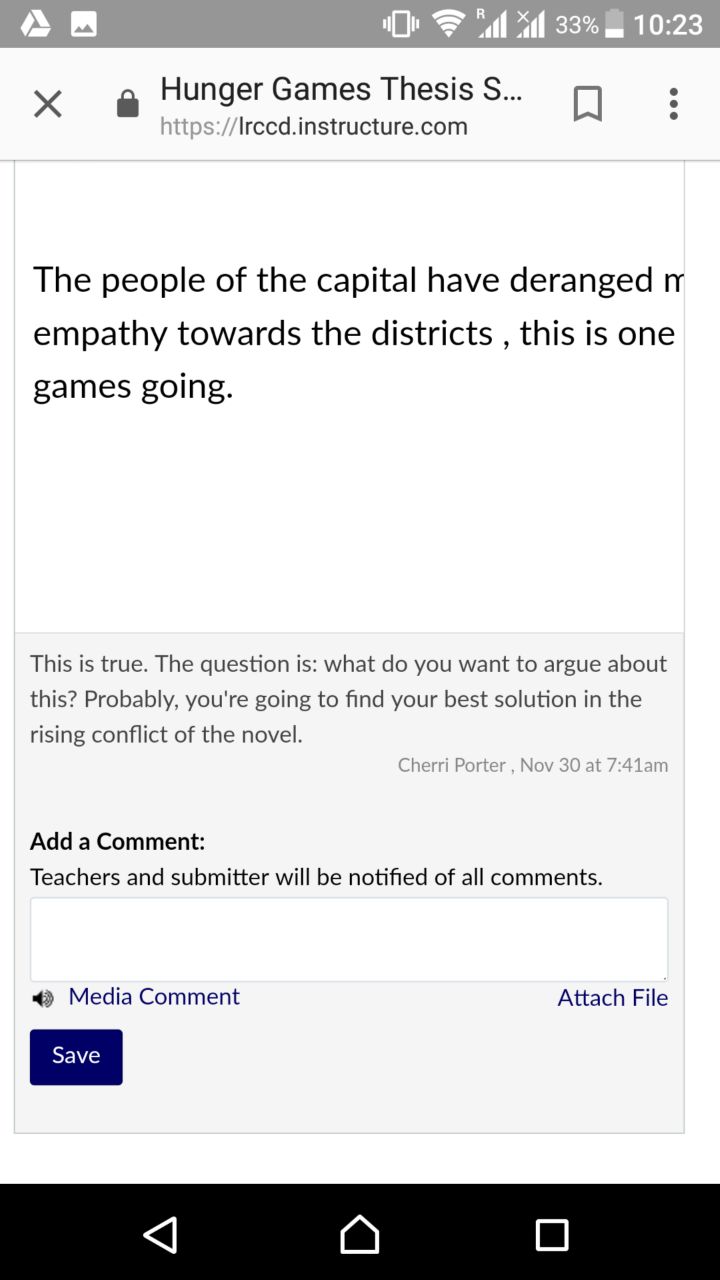 R 33% 10:23
Hunger Games Thesis S...
https://lrccd.instructure.com
The people of the capital have deranged
empathy towards the districts , this is one
games going.
This is true. The question is: what do you want to argue about
this? Probably, you're going to find your best solution in the
rising conflict of the novel.
Cherri Porter , Nov 30 at 7:41am
Add a Comment:
Teachers and submitter will be notified of all comments.
Media Comment
Attach File
Save